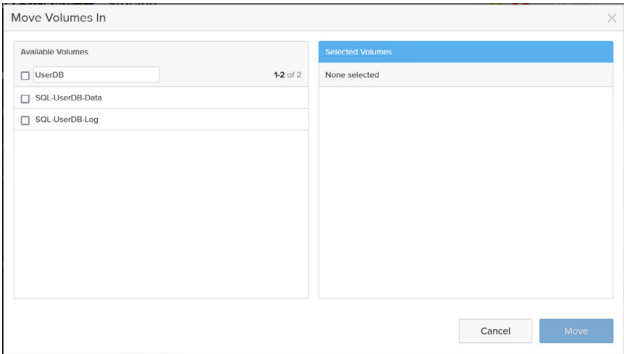 Move Volumes In
Available Volumes
UserDB
1-2 of 2
SQL-UserDB-Data
SQL-UserDB-Log
Selected Volumes
None selected
Cancel
Move